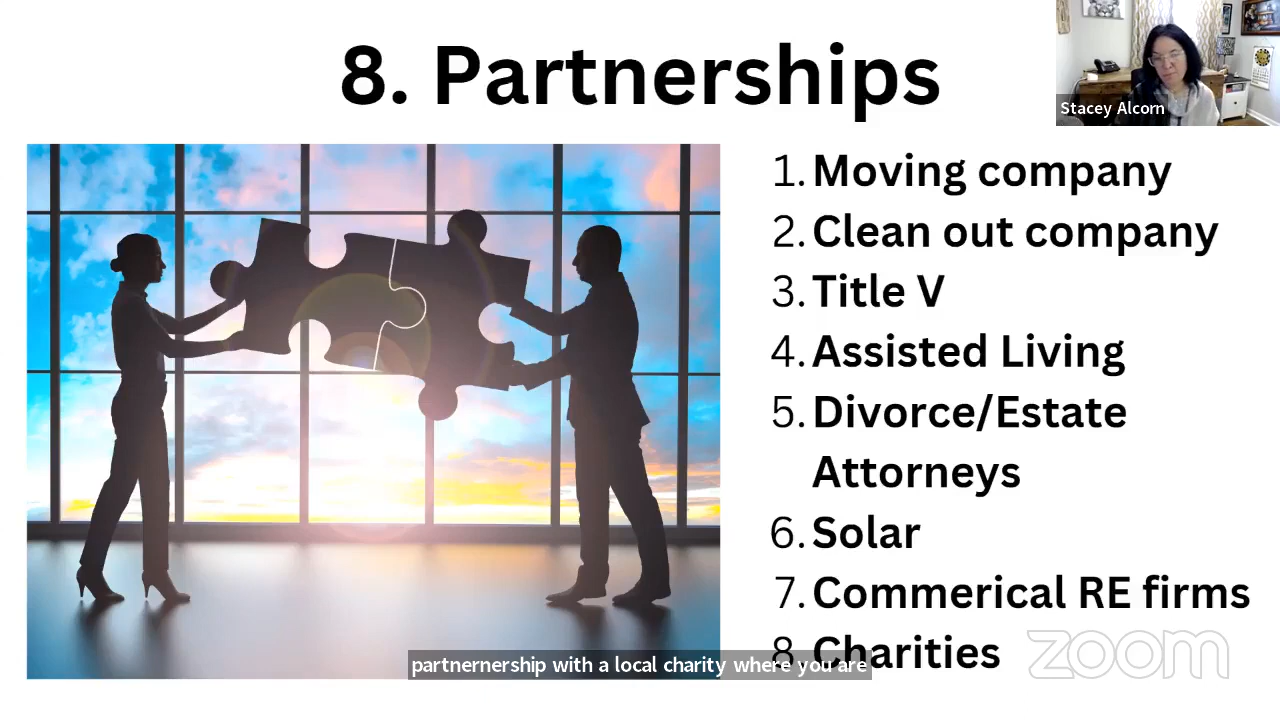 8. Partnerships
Stacey Alcorn
1. Moving company
2. Clean out company
3. Title V
4. Assisted Living
5. Divorce/Estate
Attorneys
6. Solar
7. Commerical RE firms
8. Charities
partnernership with a local charity where you are
zoom